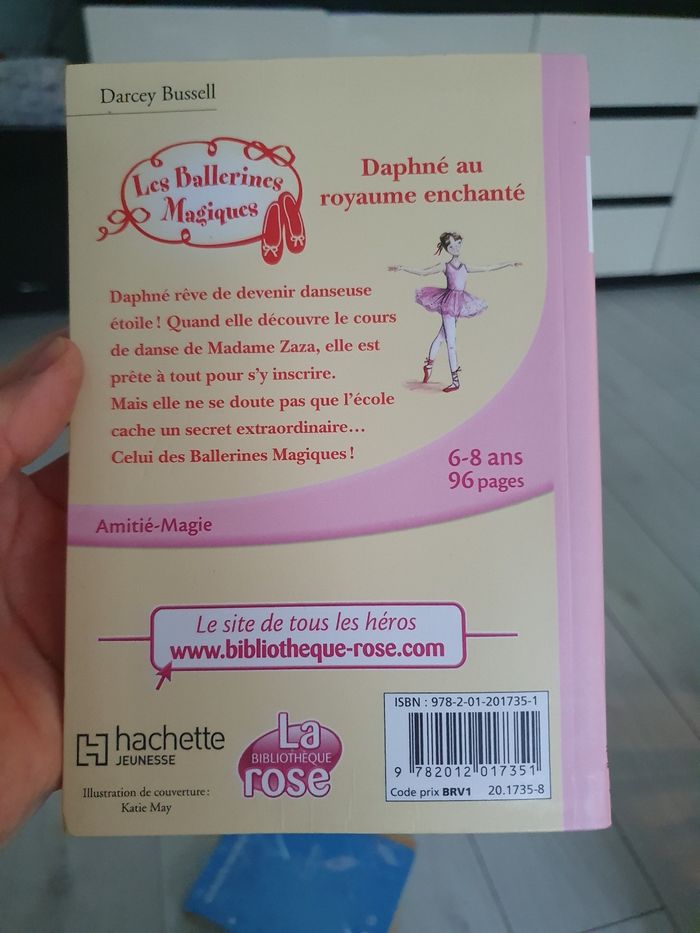 Darcey Bussell
Les Ballerines
Magiques
Daphné au
royaume enchanté
Daphné rêve de devenir danseuse
étoile ! Quand elle découvre le cours
de danse de Madame Zaza, elle est
prête à tout pour s'y inscrire.
Mais elle ne se doute pas que l'école
cache un secret extraordinaire...
Celui des Ballerines Magiques !
6-8 ans
96 pages
Amitié-Magie
Le site de tous les héros
www.bibliotheque-rose.com
hachette
JEUNESSE
La
BIBLIOTHÈQUE
rose
Illustration de couverture :
Katie May
ISBN : 978-2-01-201735-1
9 782012 017351
Code prix BRV1 20.1735-8